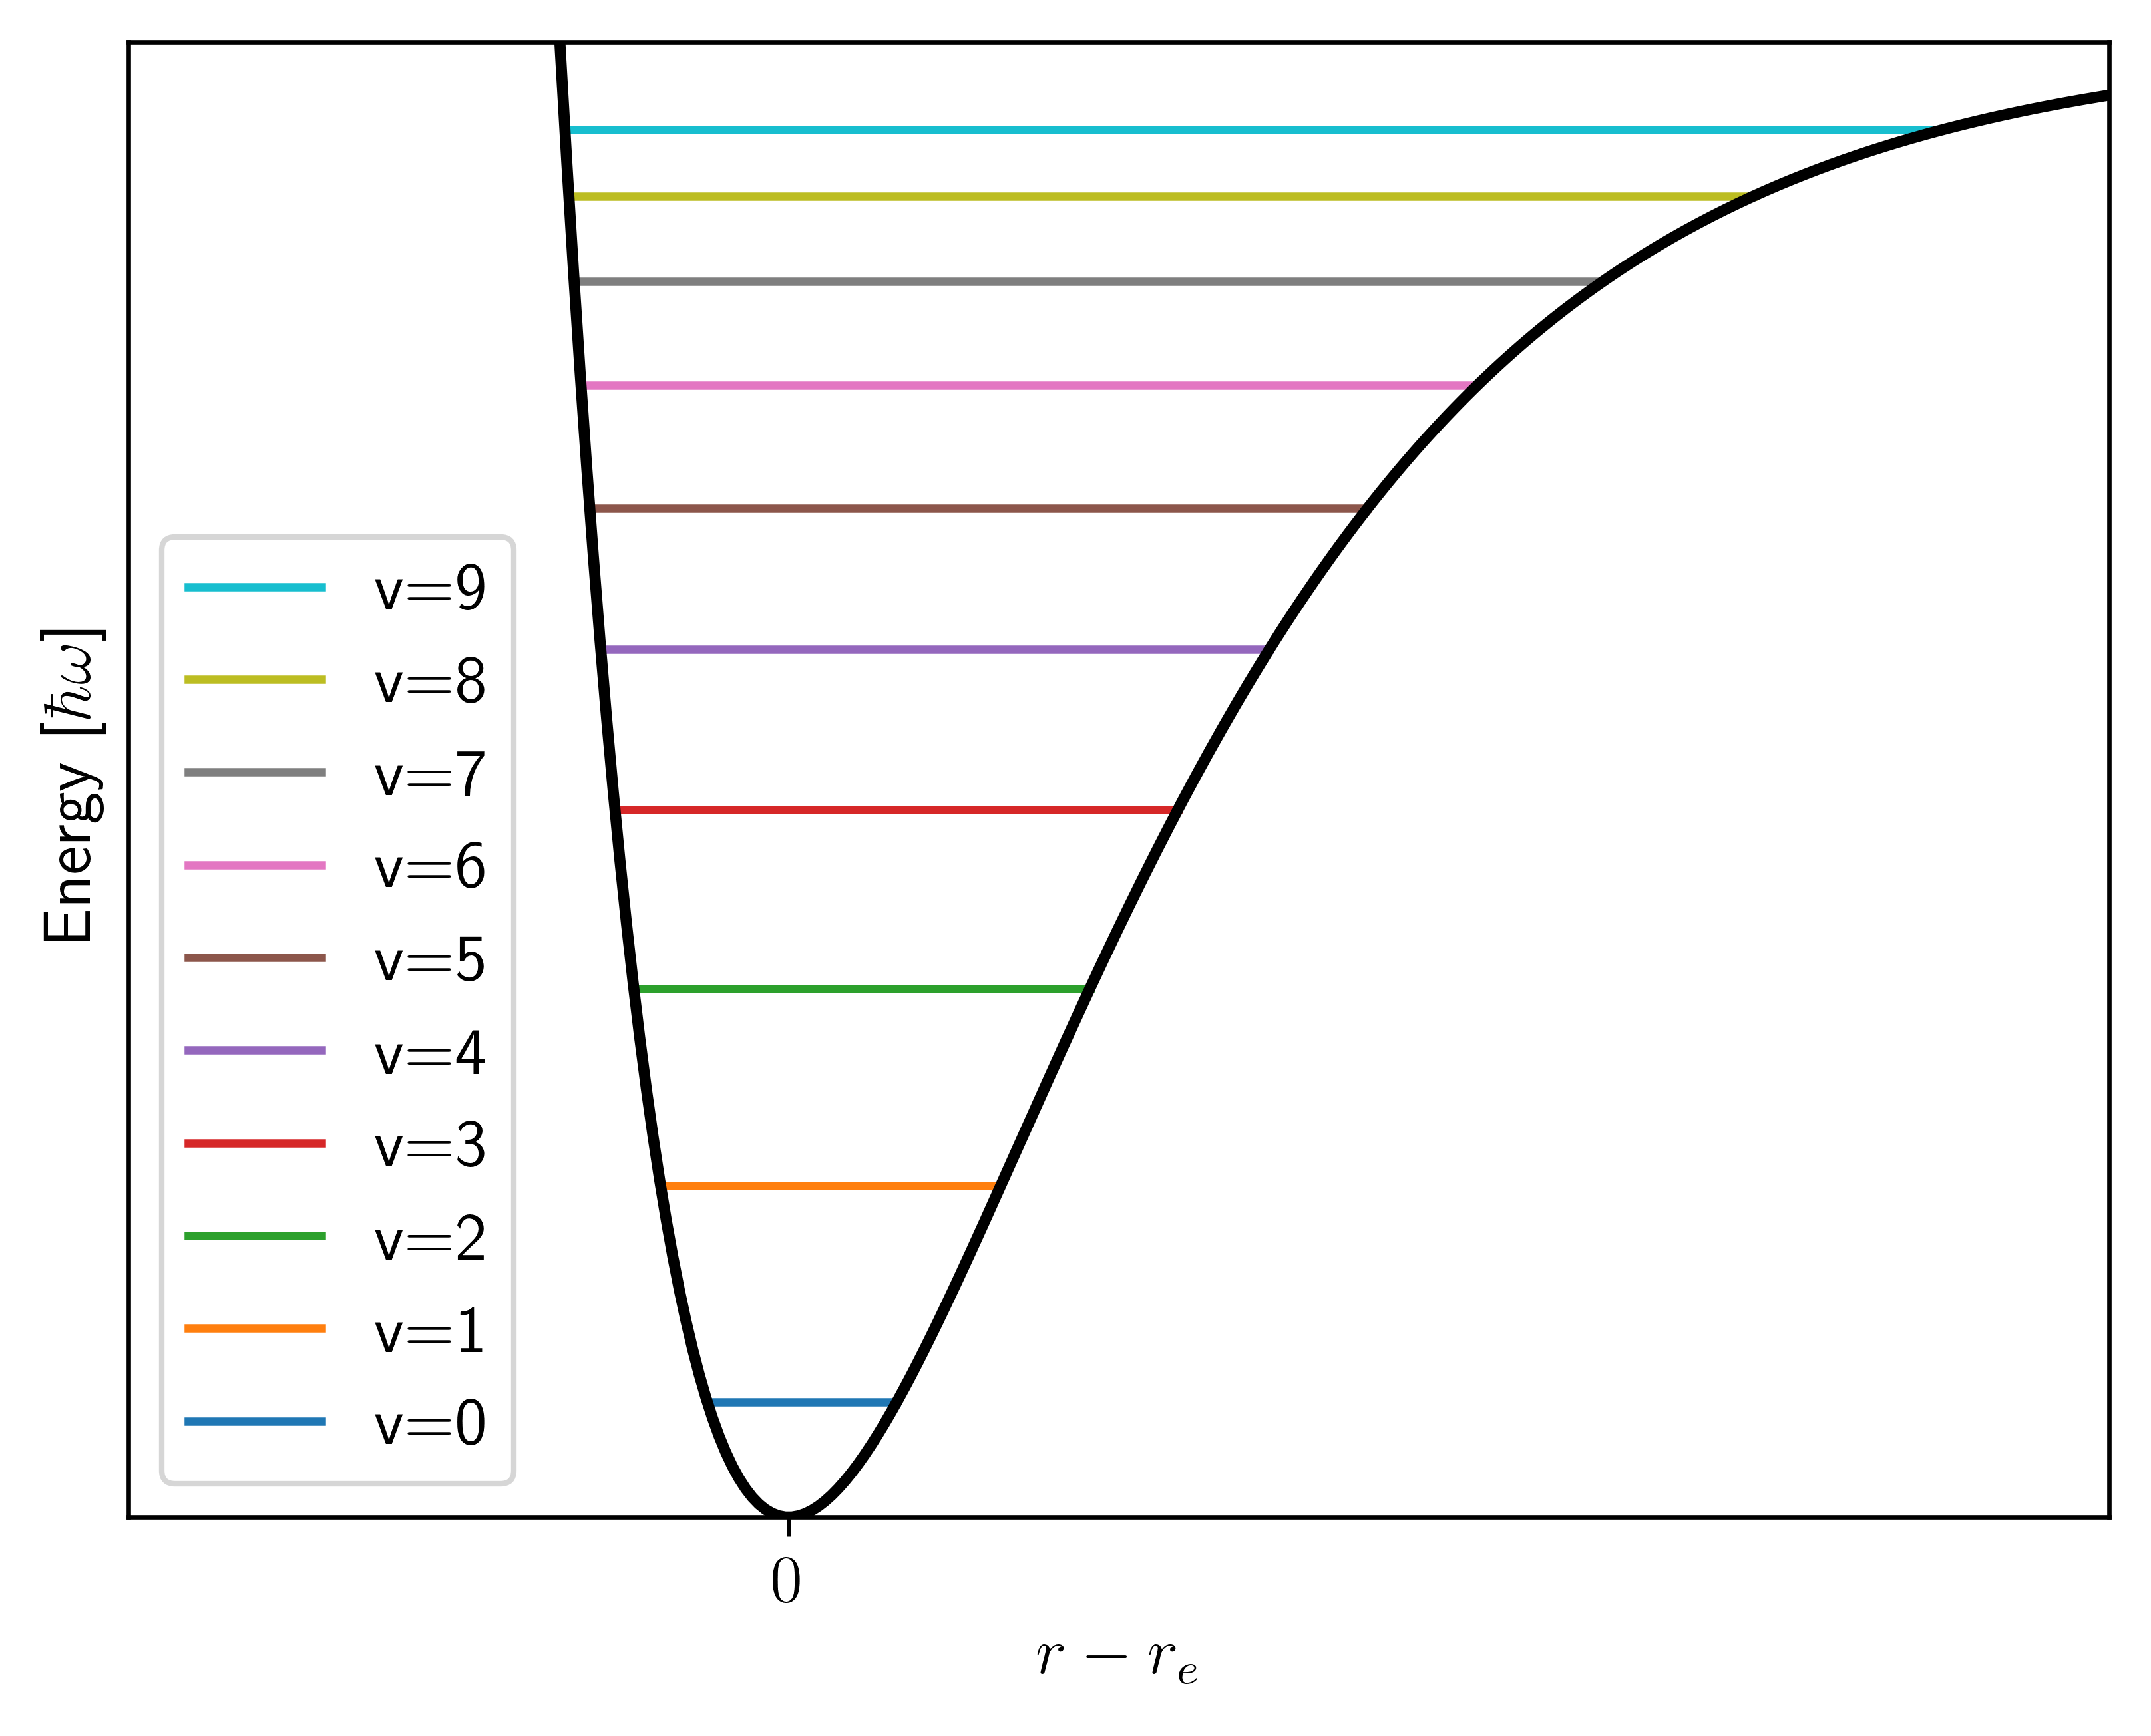 Energy [ħω]
v=9
v=8
v=7
v=6
v=5
v=4
v=3
v=2
v=1
v=0
0
r − rₑ